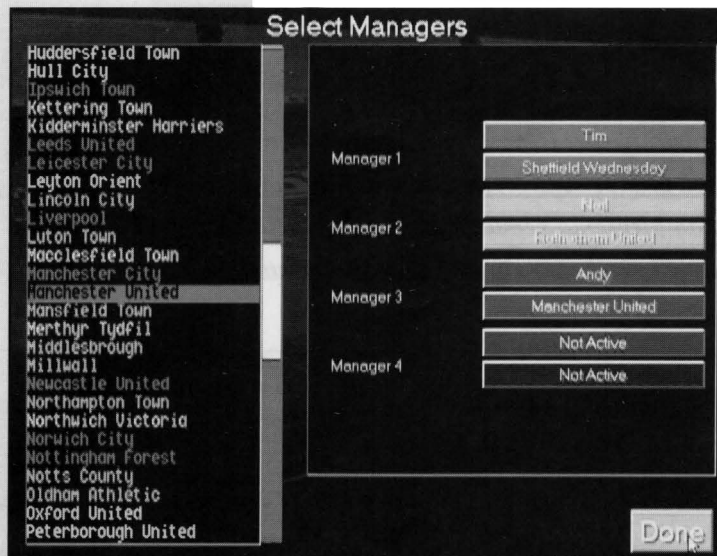 Select Managers
Huddersfield Town
Hull City
Ipswich Town
Kettering Town
Kidderminster Harriers
Leeds United
Leicester City
Leyton Orient
Lincoln City
Liverpool
Luton Town
Macclesfield Town
Manchester City
Manchester United
Mansfield Town
Merthyr Tydfil
Middlesbrough
Millwall
Newcastle United
Northampton Town
Northwich Victoria
Norwich City
Nottingham Forest
Notts County
Oldham Athletic
Oxford United
Peterborough United
Manager 1
Tim
Sheffield Wednesday
Manager 2
Neil
Rotherham United
Manager 3
Andy
Manchester United
Manager 4
Not Active
Not Active
Done